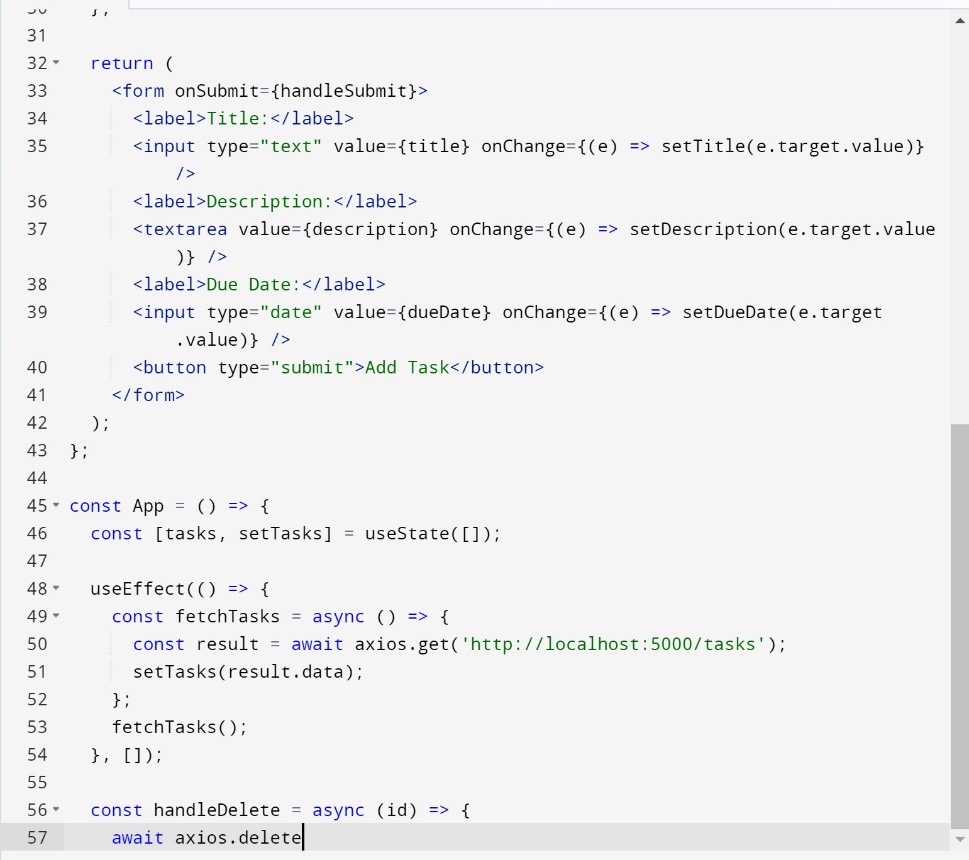 31
32 return (
33 <form onSubmit={handleSubmit}>
34 <label>Title:</label>
35 <input type="text" value={title} onChange={(e) => setTitle(e.target.value)}
/>
36 <label>Description:</label>
37 <textarea value={description} onChange={(e) => setDescription(e.target.value
)} />
38 <label>Due Date:</label>
39 <input type="date" value={dueDate} onChange={(e) => setDueDate(e.target
.value)} />
40 <button type="submit">Add Task</button>
41 </form>
42 );
43 };
44
45 const App = () => {
46 const [tasks, setTasks] = useState([]);
47
48 useEffect(() => {
49 const fetchTasks = async () => {
50 const result = await axios.get('http://localhost:5000/tasks');
51 setTasks(result.data);
52 };
53 fetchTasks();
54 }, []);
55
56 const handleDelete = async (id) => {
57 await axios.delete